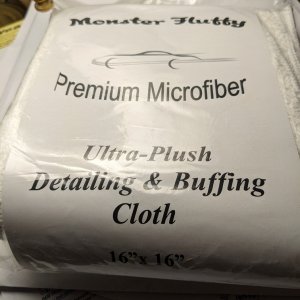 Monster Fluffy
Premium Microfiber
Ultra-Plush
Detailing & Buffing
Cloth
16”x 16”